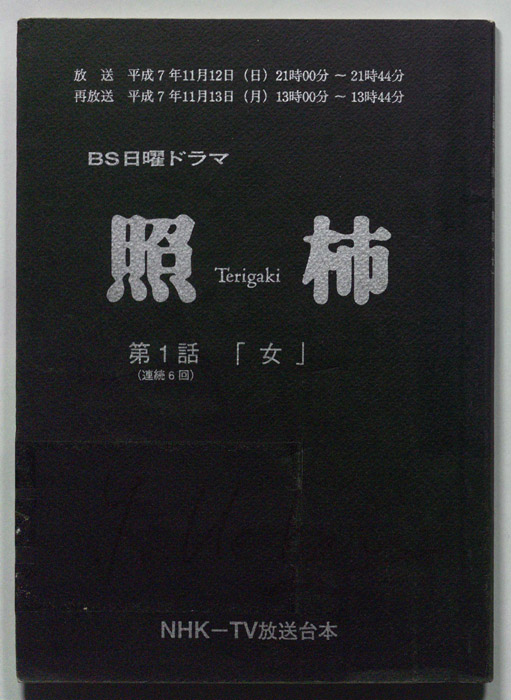 放　送　平成7年11月12日（日）21時00分～21時44分
再放送　平成7年11月13日（月）13時00分～13時44分
BS日曜ドラマ
照　Terigaki　柿
第1話　「女」
（連続6回）
NHK－TV放送台本